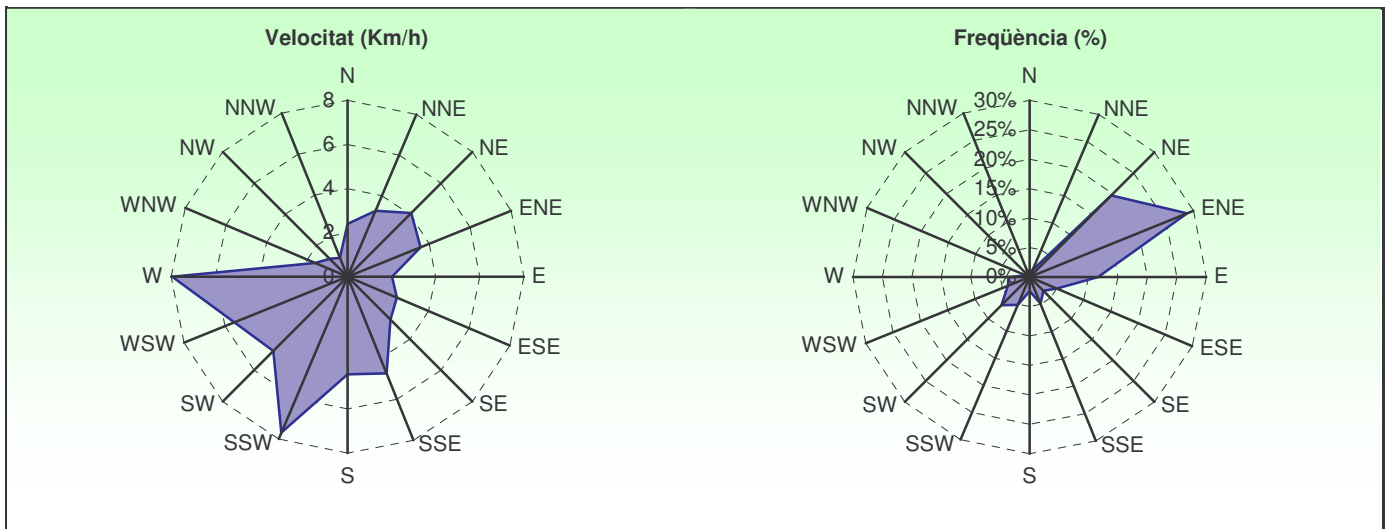 Velocitat (Km/h)
N
NNE
NE
ENE
E
ESE
SE
SSE
S
SSW
SW
WSW
W
WNW
NW
NNW
8
6
4
2
0
Freqüència (%)
N
NNE
NE
ENE
E
ESE
SE
SSE
S
SSW
SW
WSW
W
WNW
NW
NNW
30%
25%
20%
15%
10%
5%
0%